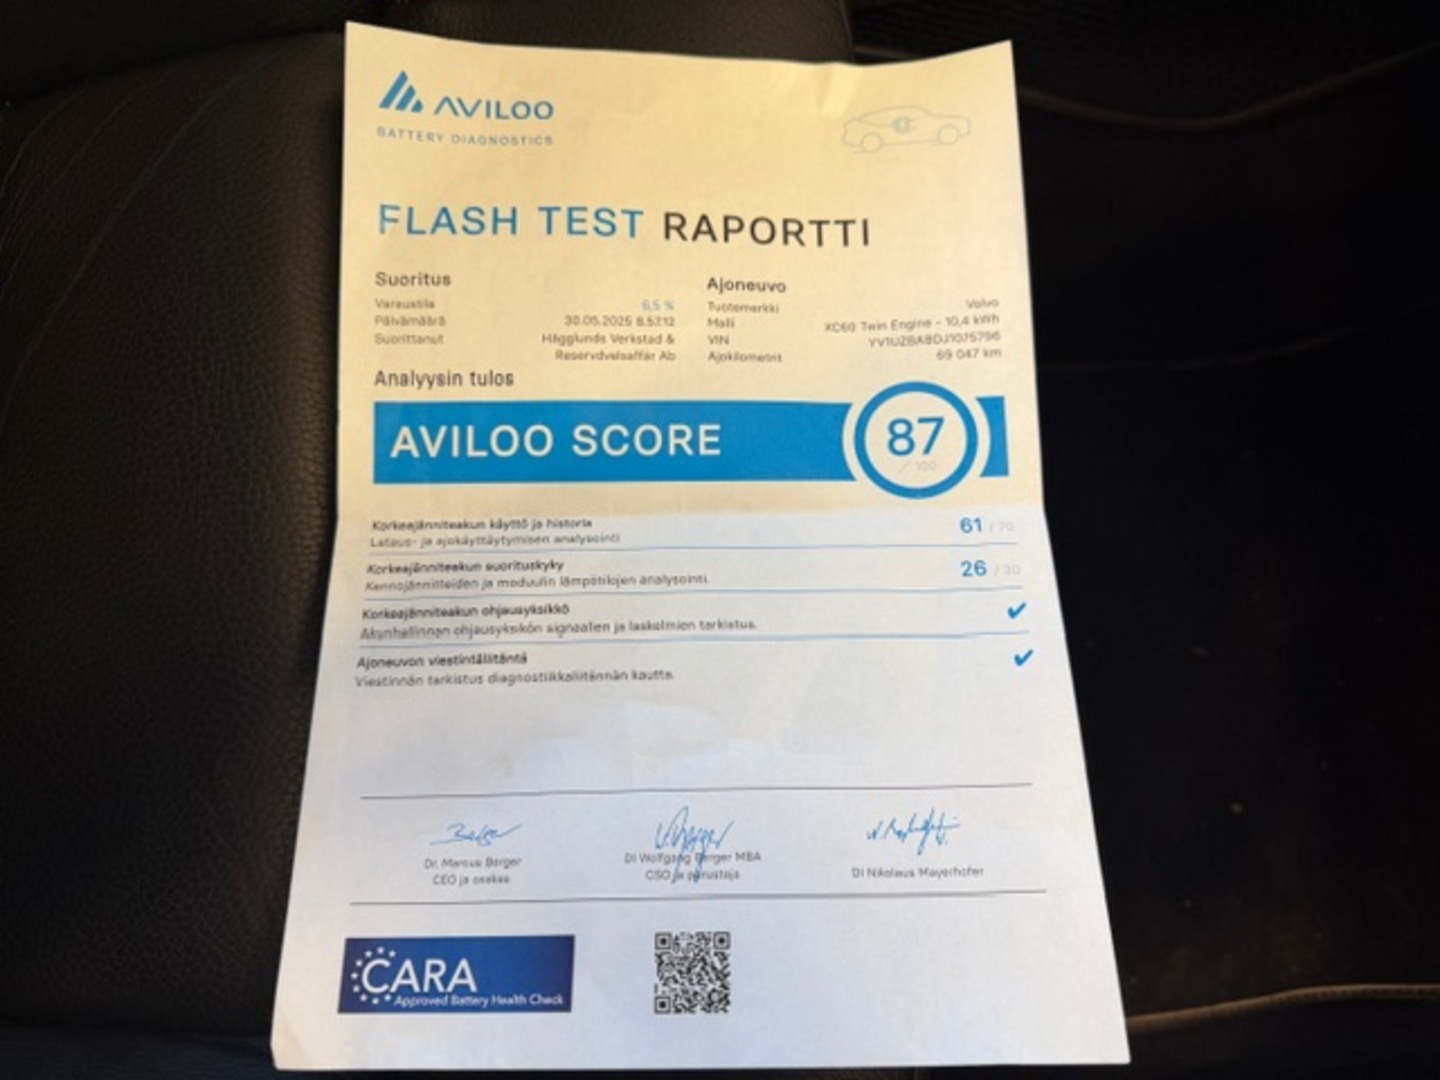 AVILOO
BATTERY DIAGNOSTICS
FLASH TEST RAPORTTI
Suoritus
Varaustila 6,5 %
Päivämäärä 30.05.2025 8.57.12
Suorittanut Hägglunds Verkstad &
Reservdvelsaffär Ab
Ajoneuvo
Tuotemerkki Volvo
Malli XC60 Twin Engine - 10,4 kWh
VIN YV1UZBABDJ1075796
Ajokilometrit 69 047 km
Analyysin tulos
AVILOO SCORE 87 / 100
Korkeajänniteakun käyttö ja historia 61 / 70
Lataus- ja ajokäyttäytymisen analysointi
Korkeajänniteakun suorituskyky 26 / 30
Kennojännitteiden ja moduulin lämpötilojen analysointi.
Korkeajänniteakun ohjausyksikkö ✔
Akunhallinnan ohjausyksikön signaalien ja laskelmien tarkistus.
Ajoneuvon viestintäliitäntä ✔
Viestinnän tarkistus diagnostiikkaliitännän kautta.
Dr. Marcus Berger
CEO ja osakas
DI Wolfgang Berger MBA
CSO ja perustaja
DI Nikolaus Mayerhofer
CARA
Approved Battery Health Check